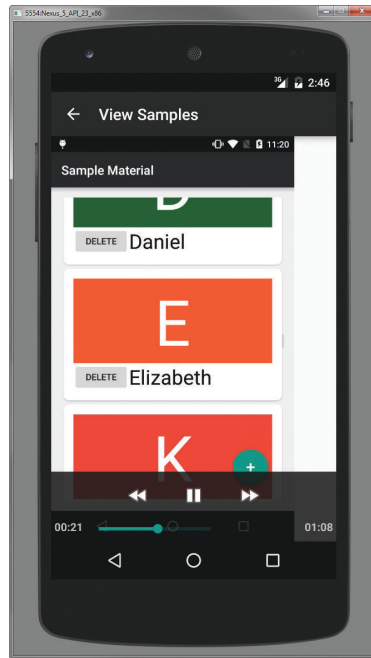 5554:Nexus_5_API_23_x86
3G 2:46
View Samples
11:20
Sample Material
D
DELETE Daniel
E
DELETE Elizabeth
K
+
00:21 01:08